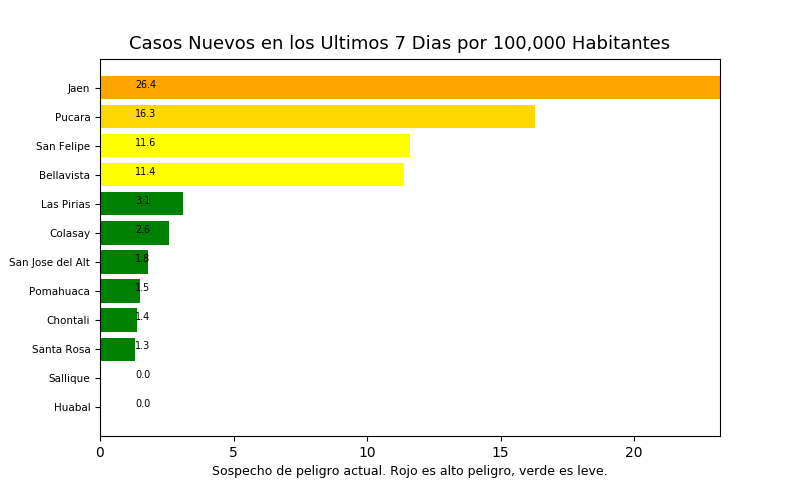 Casos Nuevos en los Ultimos 7 Dias por 100,000 Habitantes
Jaen 26.4
Pucara 16.3
San Felipe 11.6
Bellavista 11.4
Las Pirias 3.1
Colasay 2.6
San Jose del Alt 1.8
Pomahuaca 1.5
Chontali 1.4
Santa Rosa 1.3
Sallique 0.0
Huabal 0.0
0 5 10 15 20
Sospecho de peligro actual. Rojo es alto peligro, verde es leve.